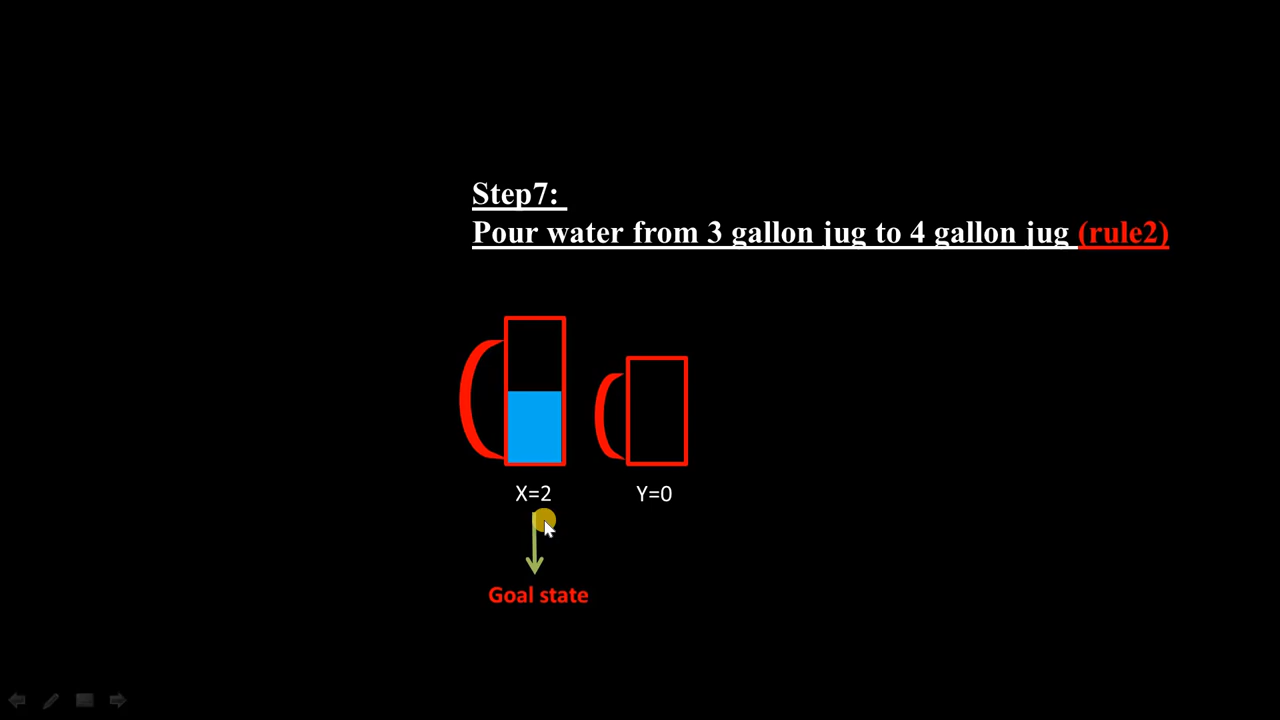 Step7:
Pour water from 3 gallon jug to 4 gallon jug (rule2)
X=2
Y=0
Goal state